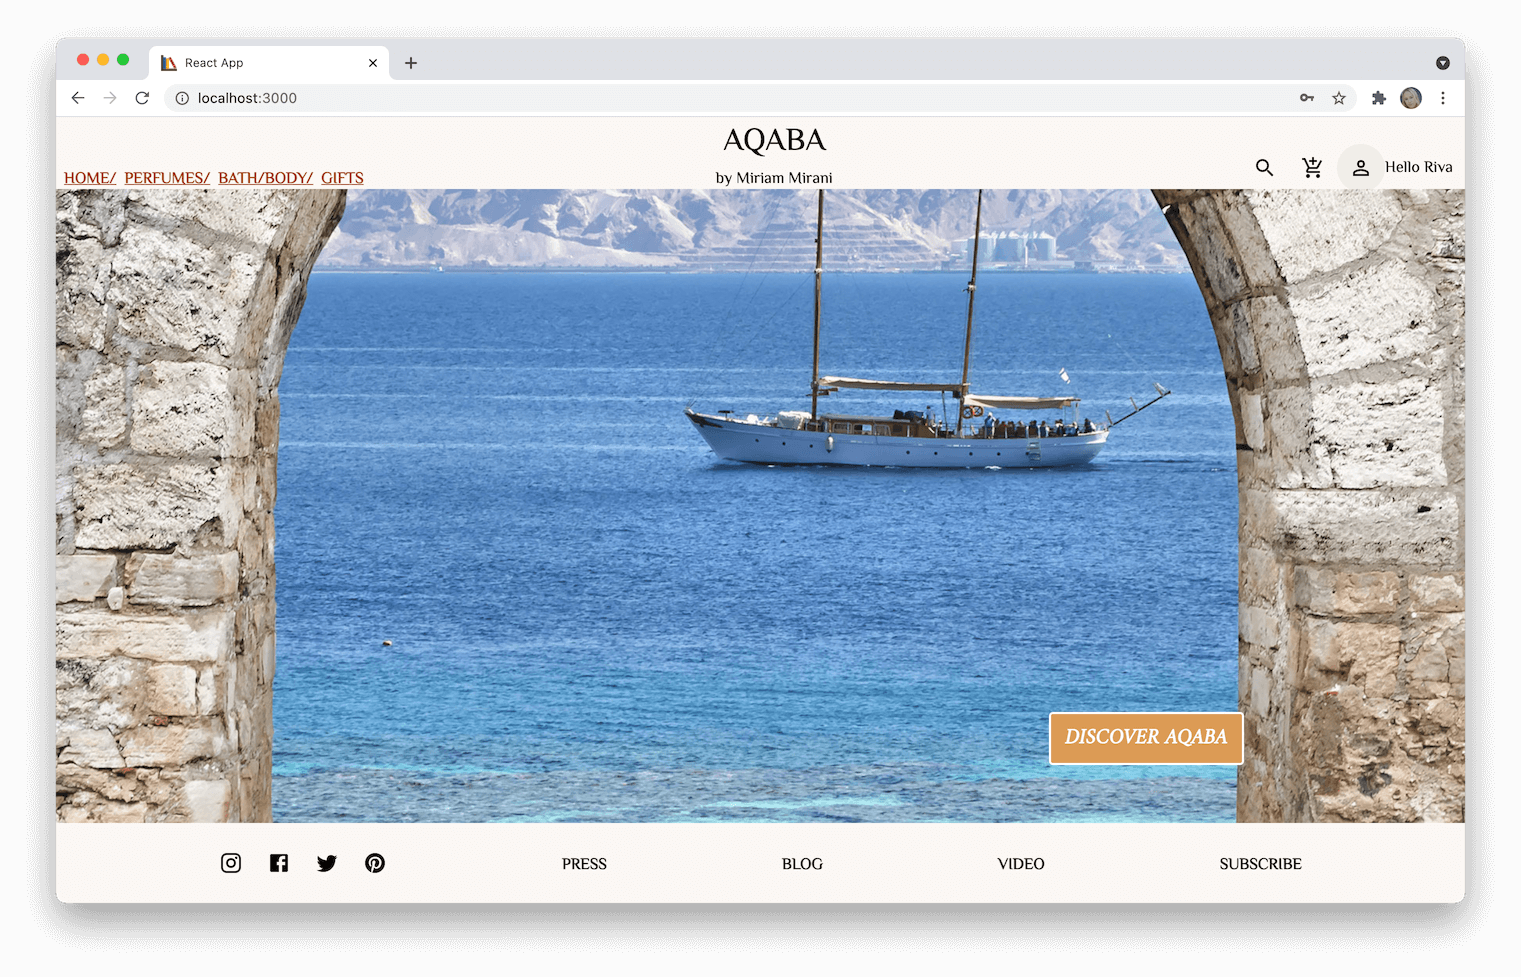 React App
localhost:3000
AQABA
by Miriam Mirani
HOME/ PERFUMES/ BATH/BODY/ GIFTS
Hello Riva
DISCOVER AQABA
PRESS BLOG VIDEO SUBSCRIBE